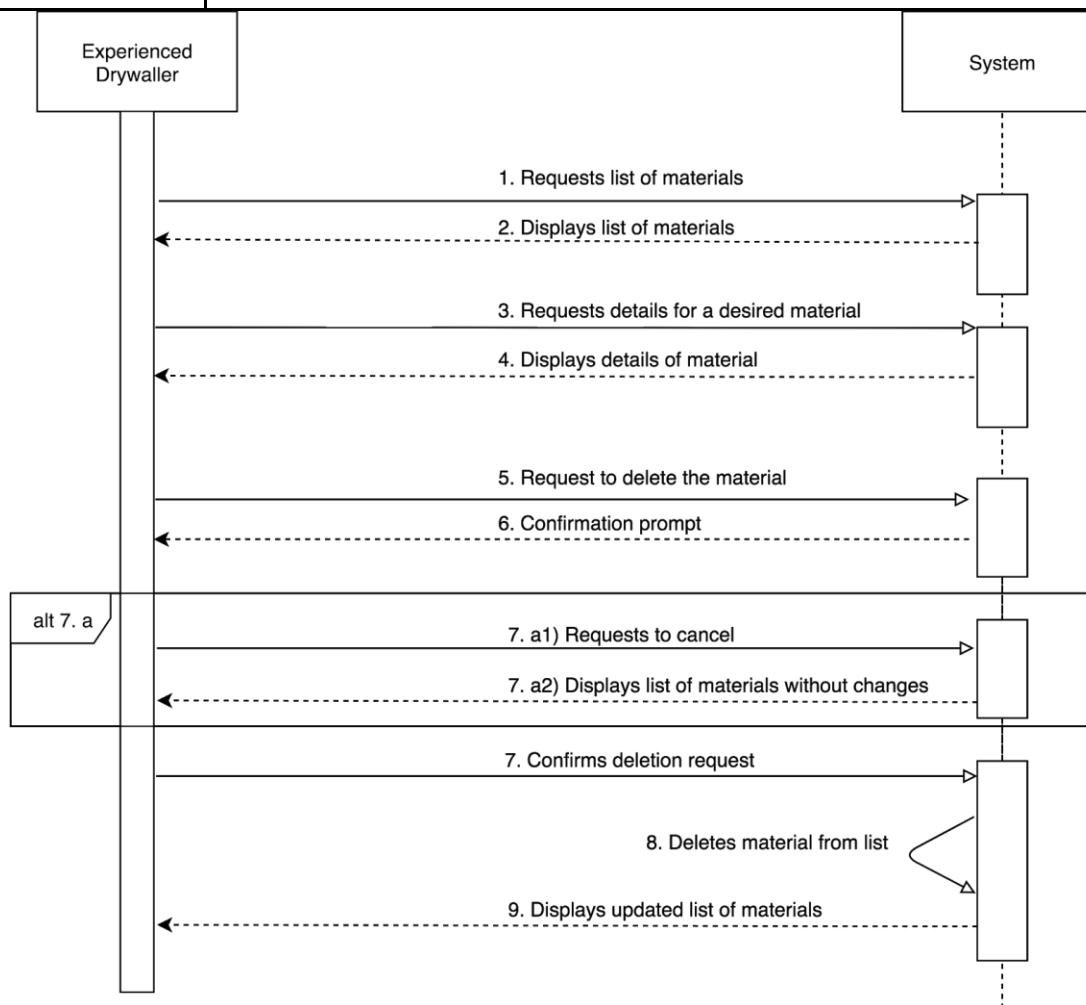 Experienced
Drywaller
System
1. Requests list of materials
2. Displays list of materials
3. Requests details for a desired material
4. Displays details of material
5. Request to delete the material
6. Confirmation prompt
alt 7. a
7. a1) Requests to cancel
7. a2) Displays list of materials without changes
7. Confirms deletion request
8. Deletes material from list
9. Displays updated list of materials